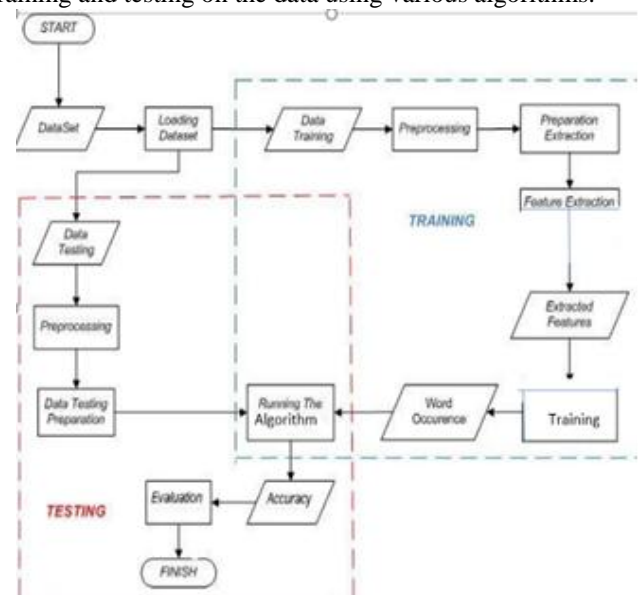 raining and testing on the data using various algorithms.
START
DataSet
Loading
Dataset
Data
Training
Preprocessing
Preparation
Extraction
Feature Extraction
TRAINING
Data
Testing
Extracted
Features
Preprocessing
Data Testing
Preparation
Running The
Algorithm
Word
Occurence
Training
Evaluation
Accuracy
TESTING
FINISH